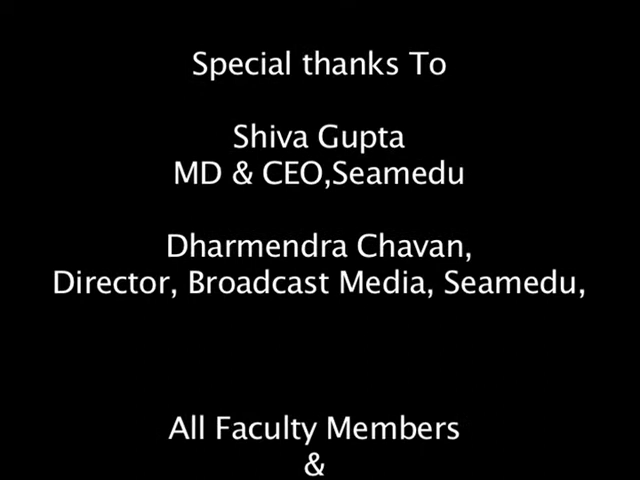 Special thanks To
Shiva Gupta
MD & CEO,Seamedu
Dharmendra Chavan,
Director, Broadcast Media, Seamedu,
All Faculty Members
&